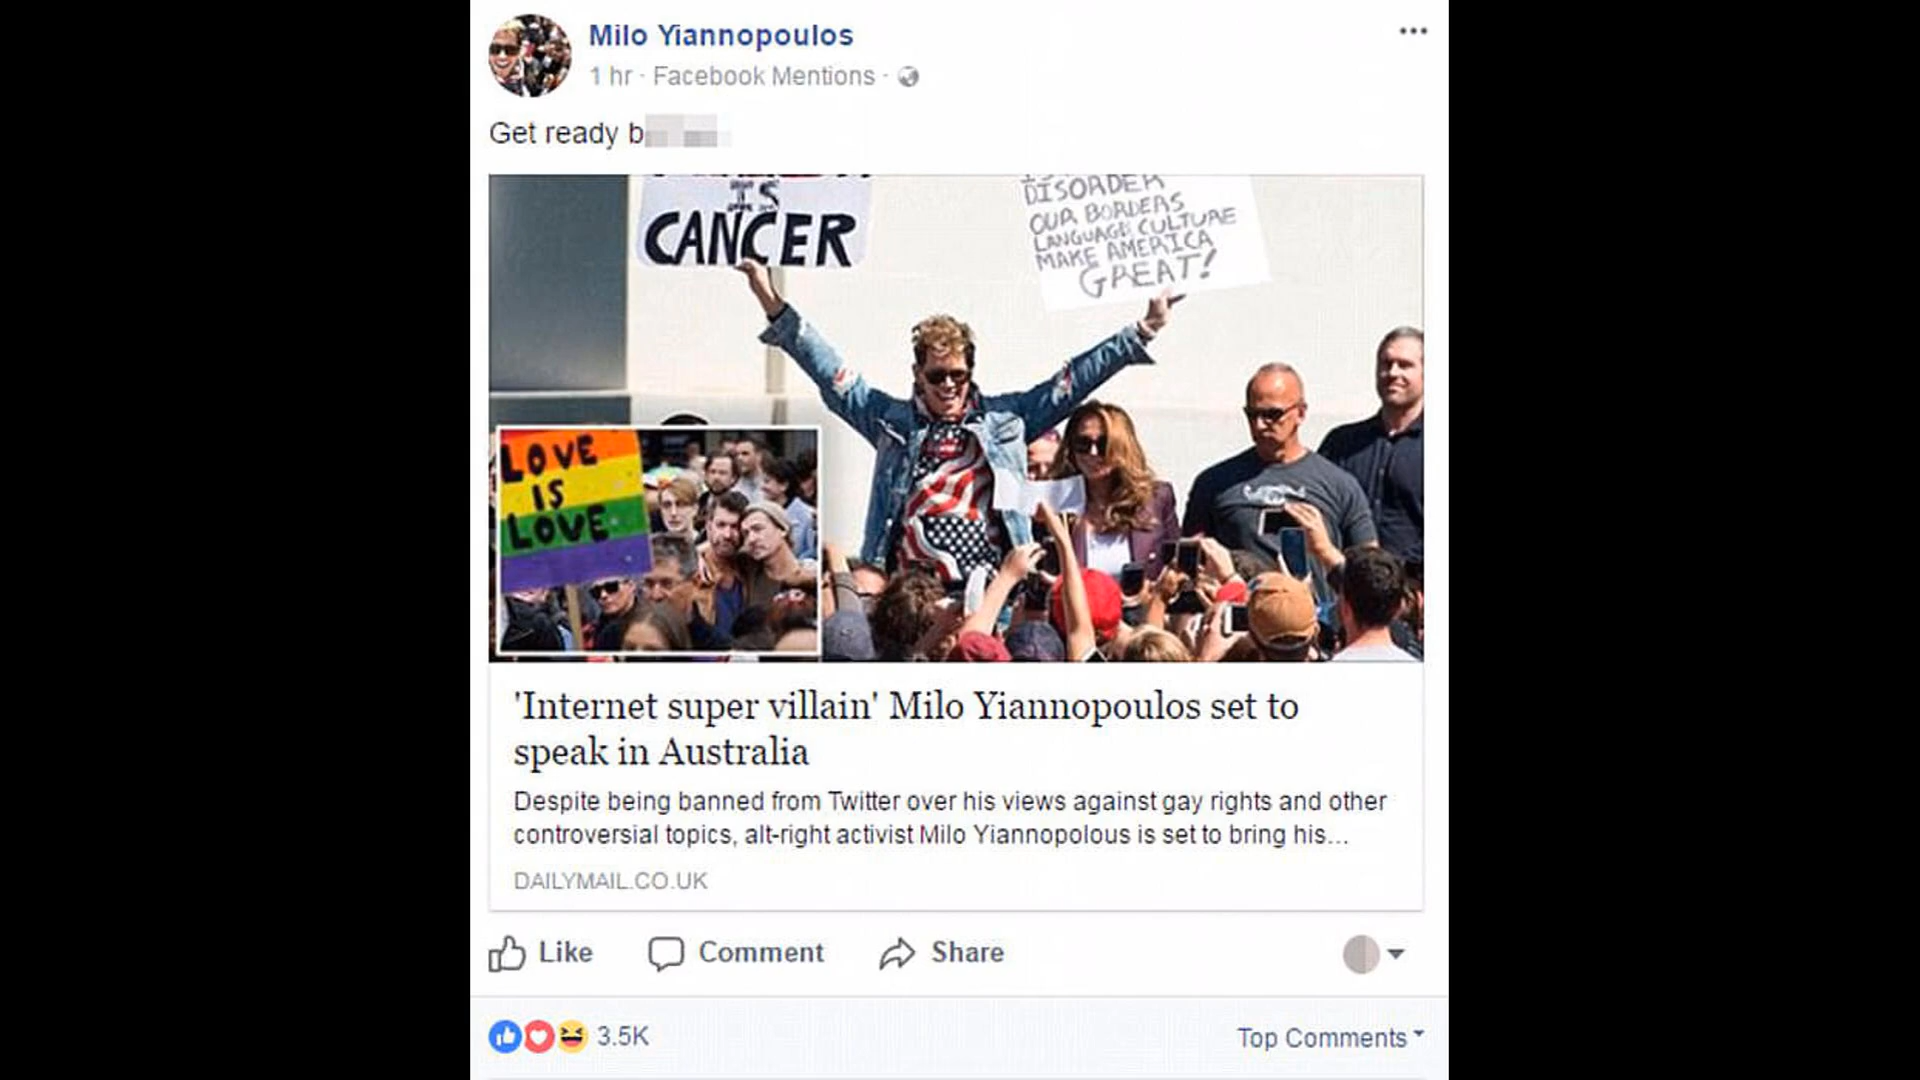 Milo Yiannopoulos
1 hr · Facebook Mentions ·
Get ready b
IS
CANCER
DISORDER
OUR BORDERS
LANGUAGE CULTURE
MAKE AMERICA
GREAT!
LOVE
IS
LOVE
'Internet super villain' Milo Yiannopoulos set to
speak in Australia
Despite being banned from Twitter over his views against gay rights and other
controversial topics, alt-right activist Milo Yiannopolous is set to bring his...
DAILYMAIL.CO.UK
Like Comment Share
3.5K Top Comments